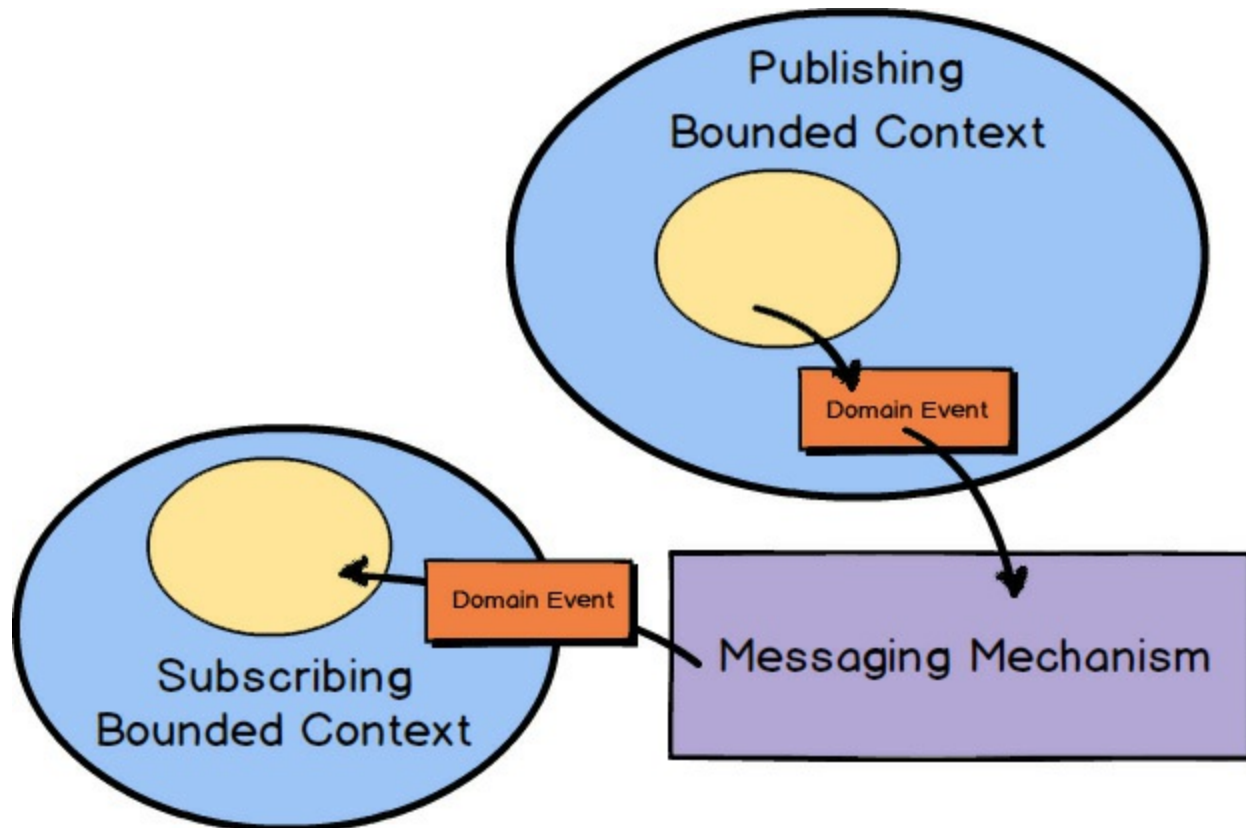 Publishing
Bounded Context
Domain Event
Domain Event
Messaging Mechanism
Subscribing
Bounded Context